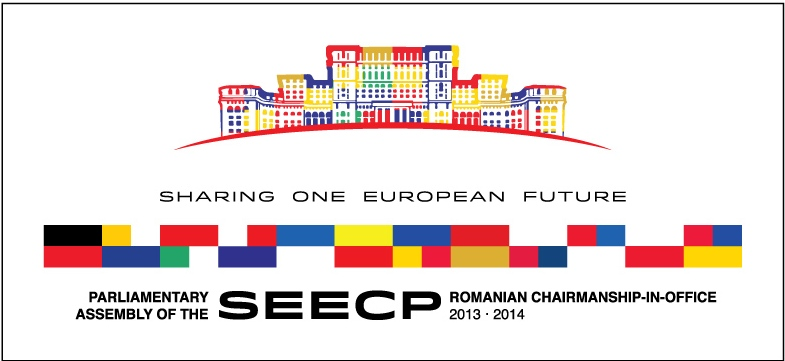 SHARING ONE EUROPEAN FUTURE
PARLIAMENTARY
ASSEMBLY OF THE
SEECP
ROMANIAN CHAIRMANSHIP-IN-OFFICE
2013 · 2014